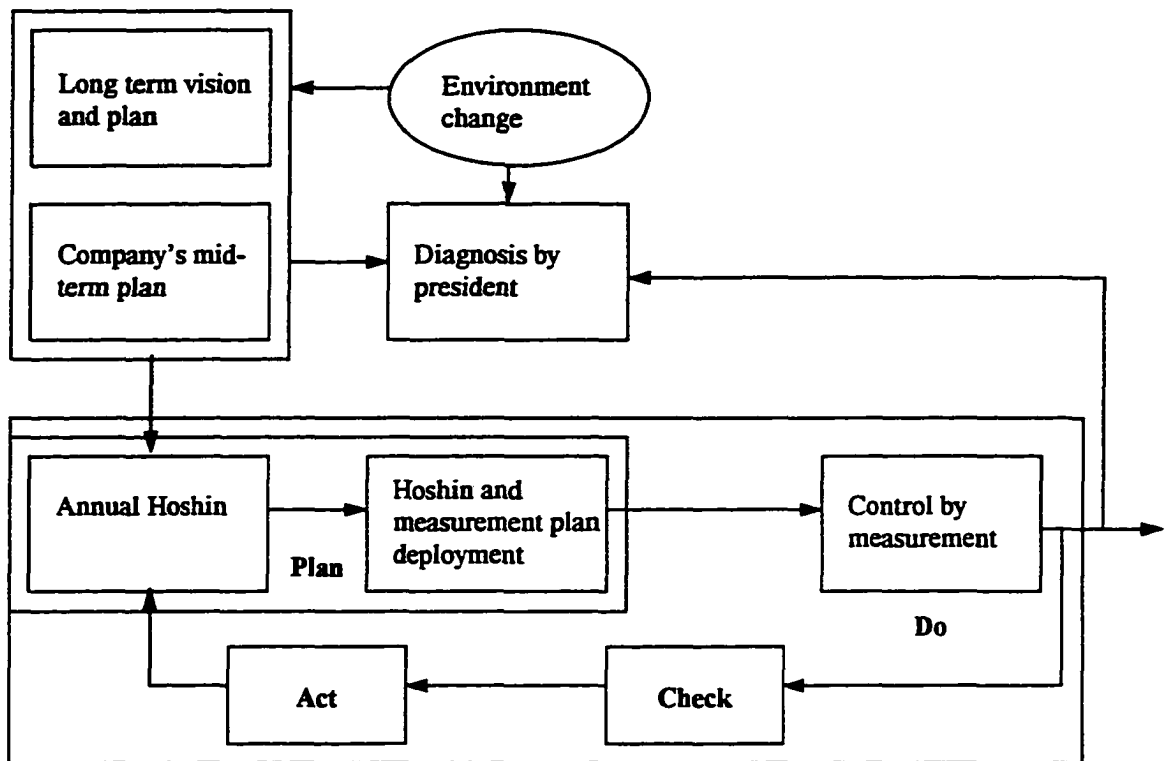 Long term vision
and plan
Environment
change
Company's mid-
term plan
Diagnosis by
president
Annual Hoshin
Plan
Hoshin and
measurement plan
deployment
Control by
measurement
Do
Act
Check